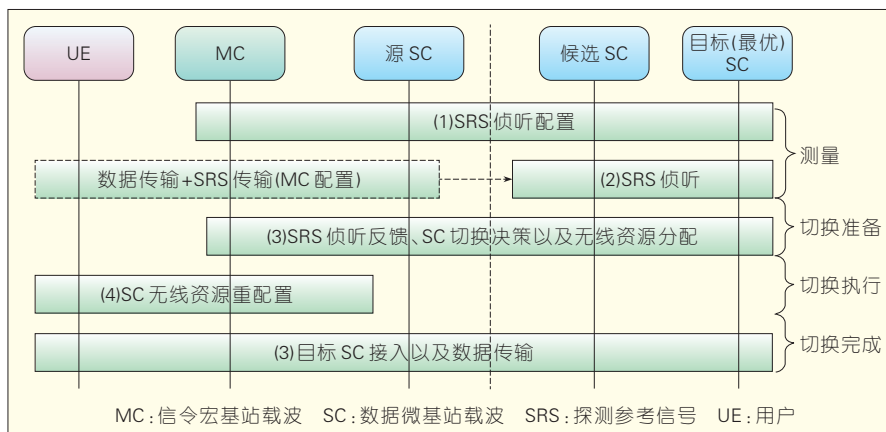 UE
MC
源 SC
候选 SC
目标(最优)
SC
(1)SRS 侦听配置
测量
数据传输+SRS 传输(MC 配置)
(2)SRS 侦听
(3)SRS 侦听反馈、SC 切换决策以及无线资源分配
切换准备
(4)SC 无线资源重配置
切换执行
(3)目标 SC 接入以及数据传输
切换完成
MC:信令宏基站载波 SC:数据微基站载波 SRS:探测参考信号 UE:用户